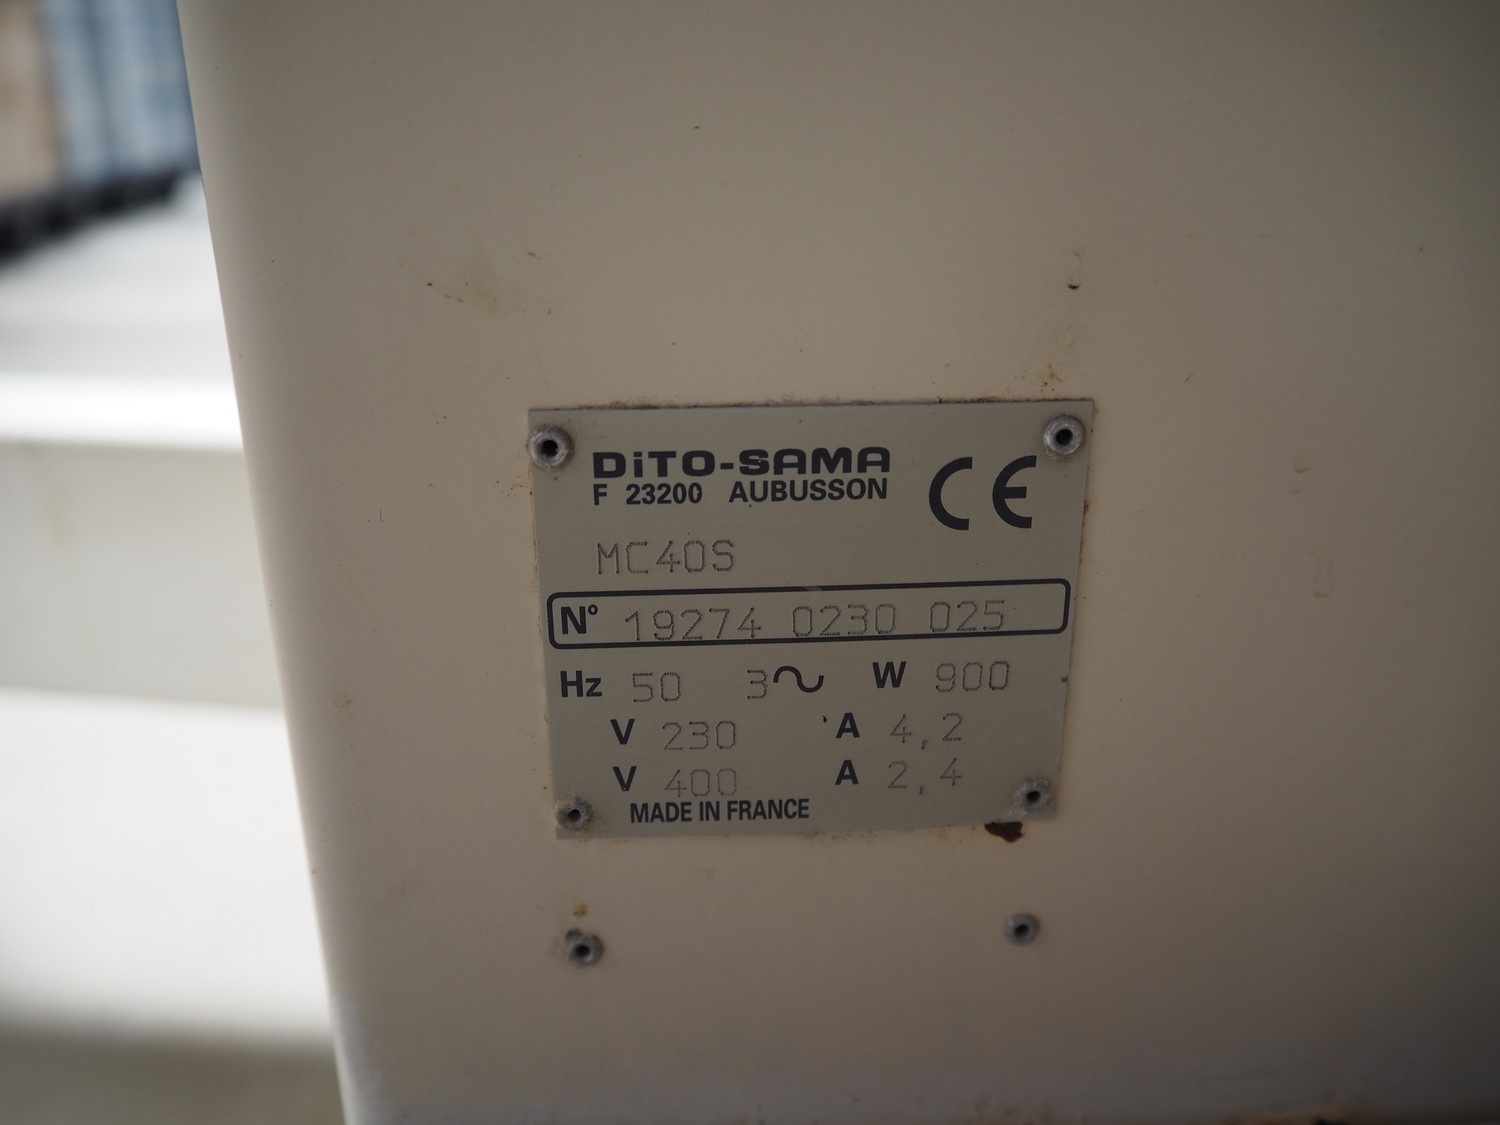 DiTO-SAMA
F 23200 AUBUSSON
CE
MC40S
N° 19274 0230 025
Hz 50 3~ W 900
V 230 A 4,2
V 400 A 2,4
MADE IN FRANCE